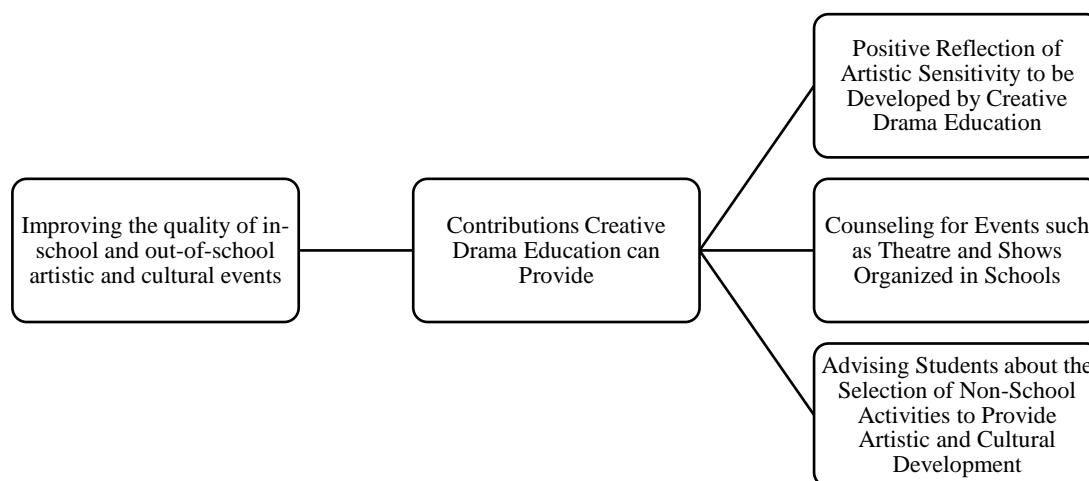 Improving the quality of in-
school and out-of-school
artistic and cultural events
Contributions Creative
Drama Education can
Provide
Positive Reflection of
Artistic Sensitivity to be
Developed by Creative
Drama Education
Counseling for Events such
as Theatre and Shows
Organized in Schools
Advising Students about the
Selection of Non-School
Activities to Provide
Artistic and Cultural
Development